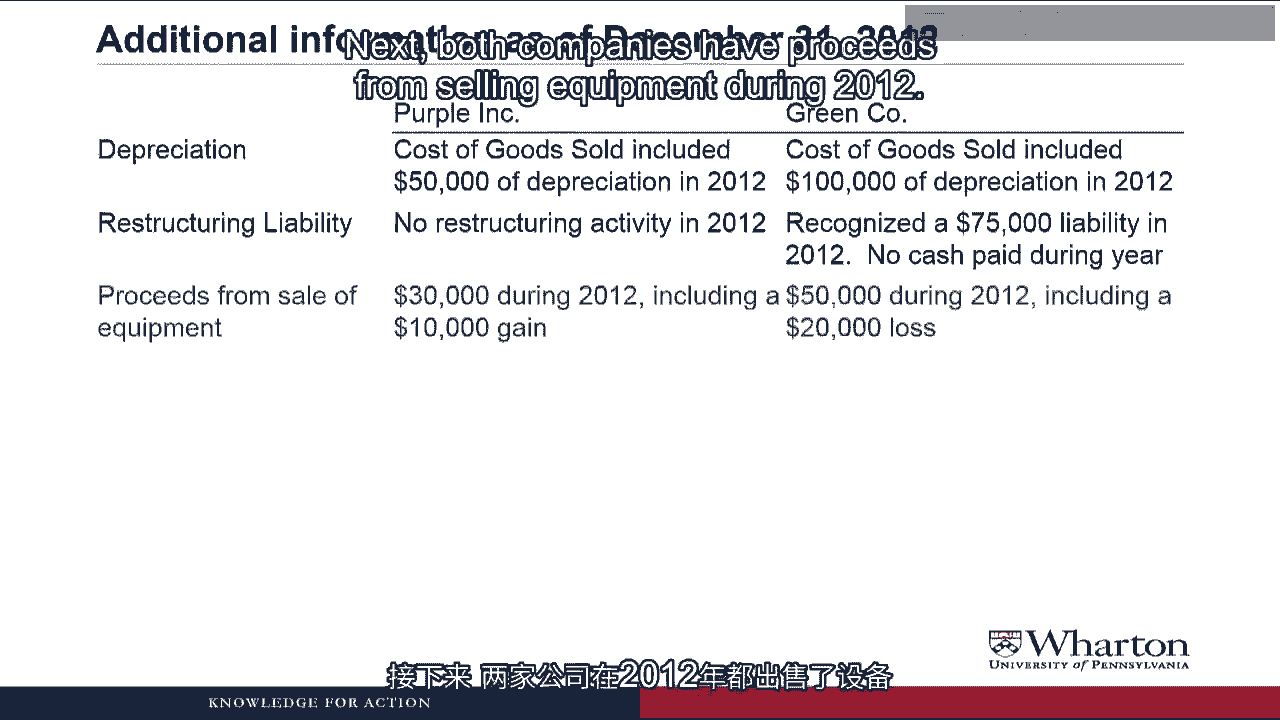 Additional information as of December 31, 2012
Next, both companies have proceeds
from selling equipment during 2012.
Purple Inc. Green Co.
Depreciation Cost of Goods Sold included Cost of Goods Sold included
$50,000 of depreciation in 2012 $100,000 of depreciation in 2012
Restructuring Liability No restructuring activity in 2012 Recognized a $75,000 liability in
2012. No cash paid during year
Proceeds from sale of $30,000 during 2012, including a $50,000 during 2012, including a
equipment $10,000 gain $20,000 loss
Wharton
UNIVERSITY of PENNSYLVANIA
接下来 两家公司在2012年都出售了设备
KNOWLEDGE FOR ACTION